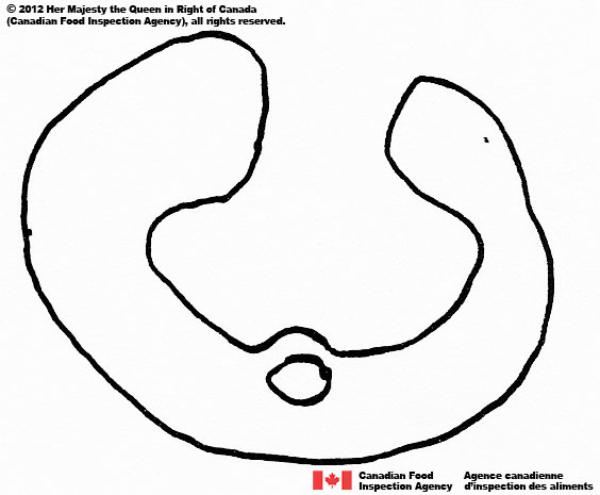 © 2012 Her Majesty the Queen in Right of Canada
(Canadian Food Inspection Agency), all rights reserved.
Canadian Food
Inspection Agency
Agence canadienne
d'inspection des aliments